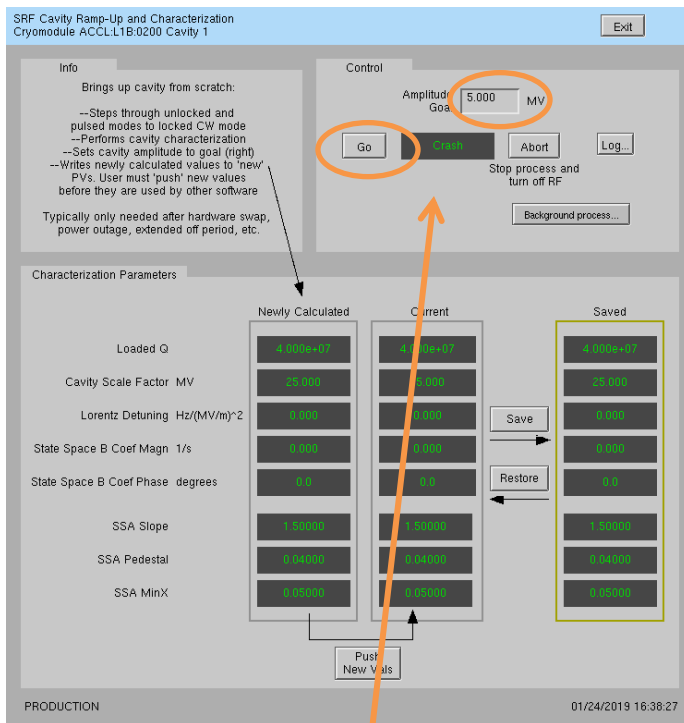 SRF Cavity Ramp-Up and Characterization
Cryomodule ACCL:L1B:0200 Cavity 1
Exit
Info
Brings up cavity from scratch:
--Steps through unlocked and
pulsed modes to locked CW mode
--Performs cavity characterization
--Sets cavity amplitude to goal (right)
--Writes newly calculated values to 'new'
PVs. User must 'push' new values
before they are used by other software
Typically only needed after hardware swap,
power outage, extended off period, etc.
Control
Amplitude
Goal
5.000
MV
Go
Crash
Abort
Log...
Stop process and
turn off RF
Background process...
Characterization Parameters
Newly Calculated Current Saved
Loaded Q 4.000e+07 4.000e+07 4.000e+07
Cavity Scale Factor MV 25.000 25.000 25.000
Lorentz Detuning Hz/(MV/m)^2 0.000 0.000 0.000
Save
State Space B Coef Magn 1/s 0.000 0.000 0.000
State Space B Coef Phase degrees 0.0 0.0 Restore 0.0
SSA Slope 1.50000 1.50000 1.50000
SSA Pedestal 0.04000 0.04000 0.04000
SSA MinX 0.05000 0.05000 0.05000
Push
New Vals
PRODUCTION
01/24/2019 16:38:27